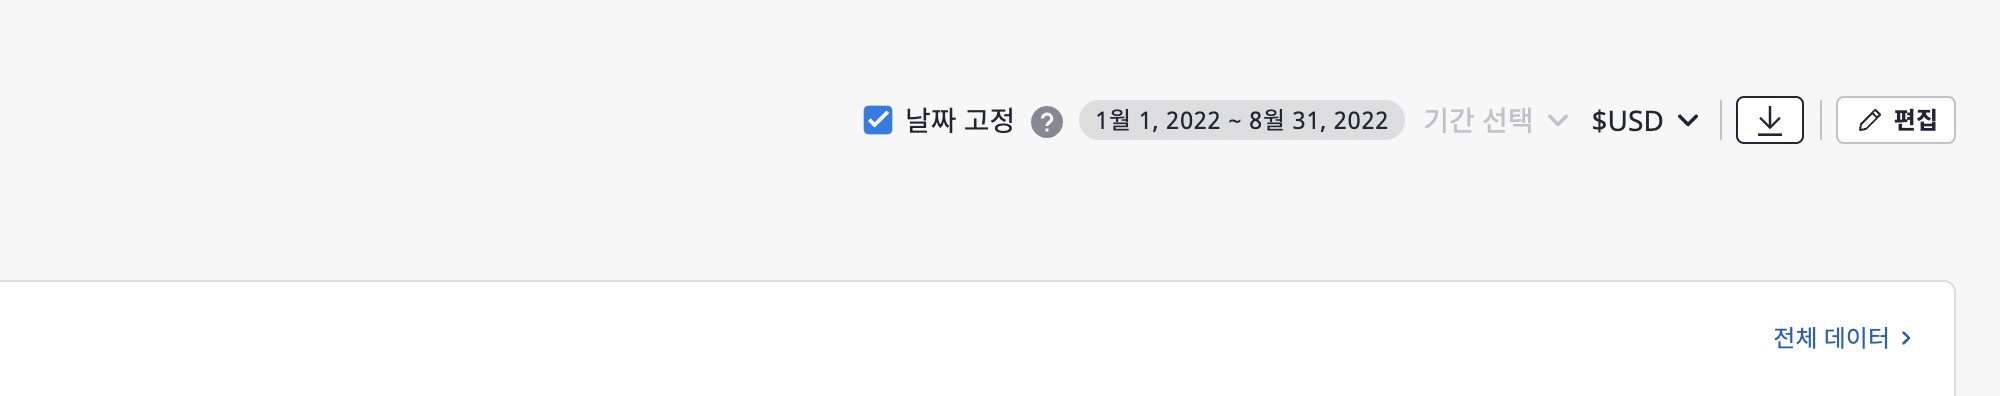 날짜 고정 ? 1월 1, 2022 ~ 8월 31, 2022 기간 선택 $USD 편집
전체 데이터